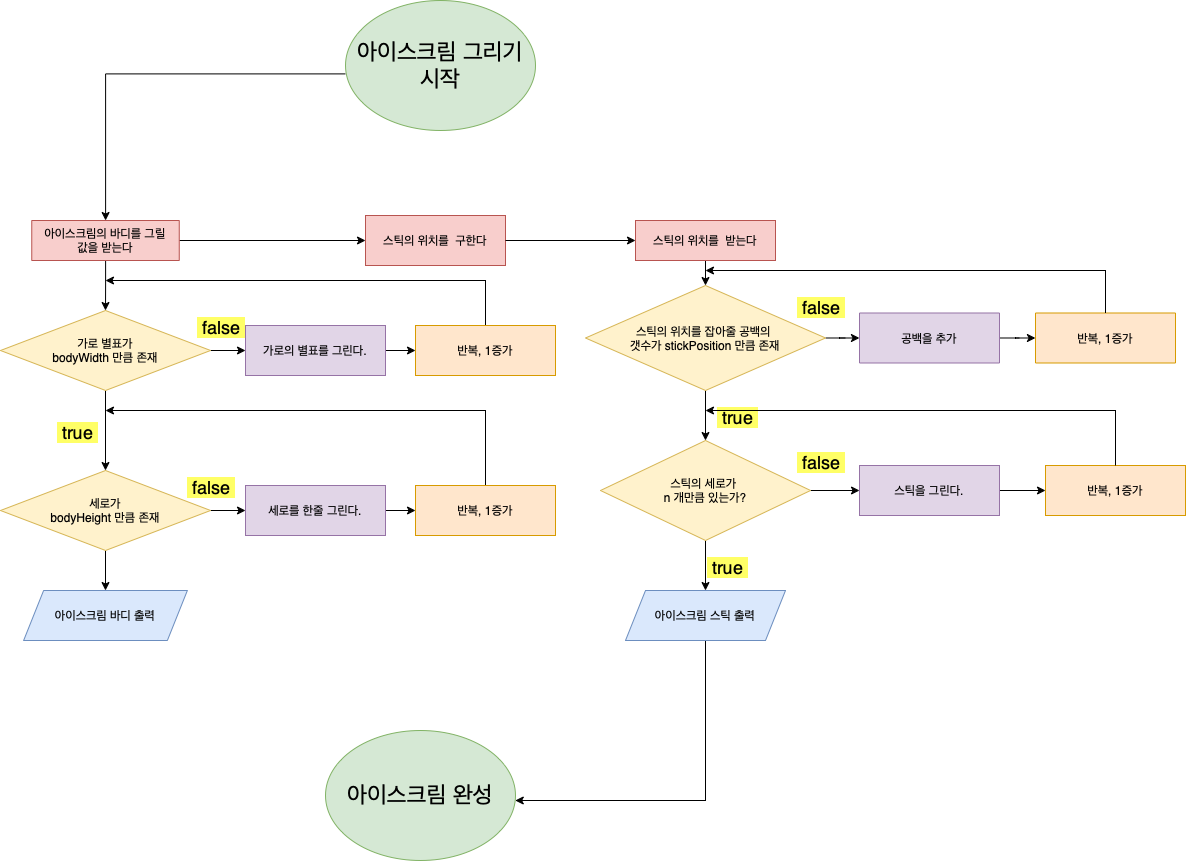 아이스크림 그리기
시작
아이스크림의 바디를 그릴
값을 받는다
스틱의 위치를 구한다
스틱의 위치를 받는다
가로 별표가
bodyWidth 만큼 존재
false
가로의 별표를 그린다.
반복, 1증가
스틱의 위치를 잡아줄 공백의
갯수가 stickPosition 만큼 존재
false
공백을 추가
반복, 1증가
true
true
세로가
bodyHeight 만큼 존재
false
세로를 한줄 그린다.
반복, 1증가
스틱의 세로가
n 개만큼 있는가?
false
스틱을 그린다.
반복, 1증가
true
아이스크림 바디 출력
아이스크림 스틱 출력
아이스크림 완성